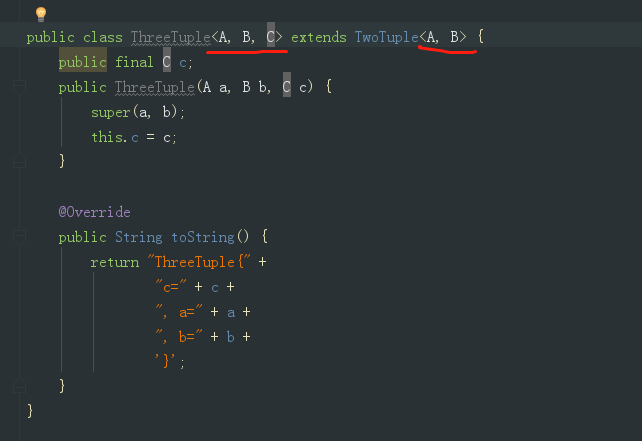 public class ThreeTuple<A, B, C> extends TwoTuple<A, B> {
public final C c;
public ThreeTuple(A a, B b, C c) {
super(a, b);
this.c = c;
}
@Override
public String toString() {
return "ThreeTuple{" +
"c=" + c +
", a=" + a +
", b=" + b +
'}';
}
}